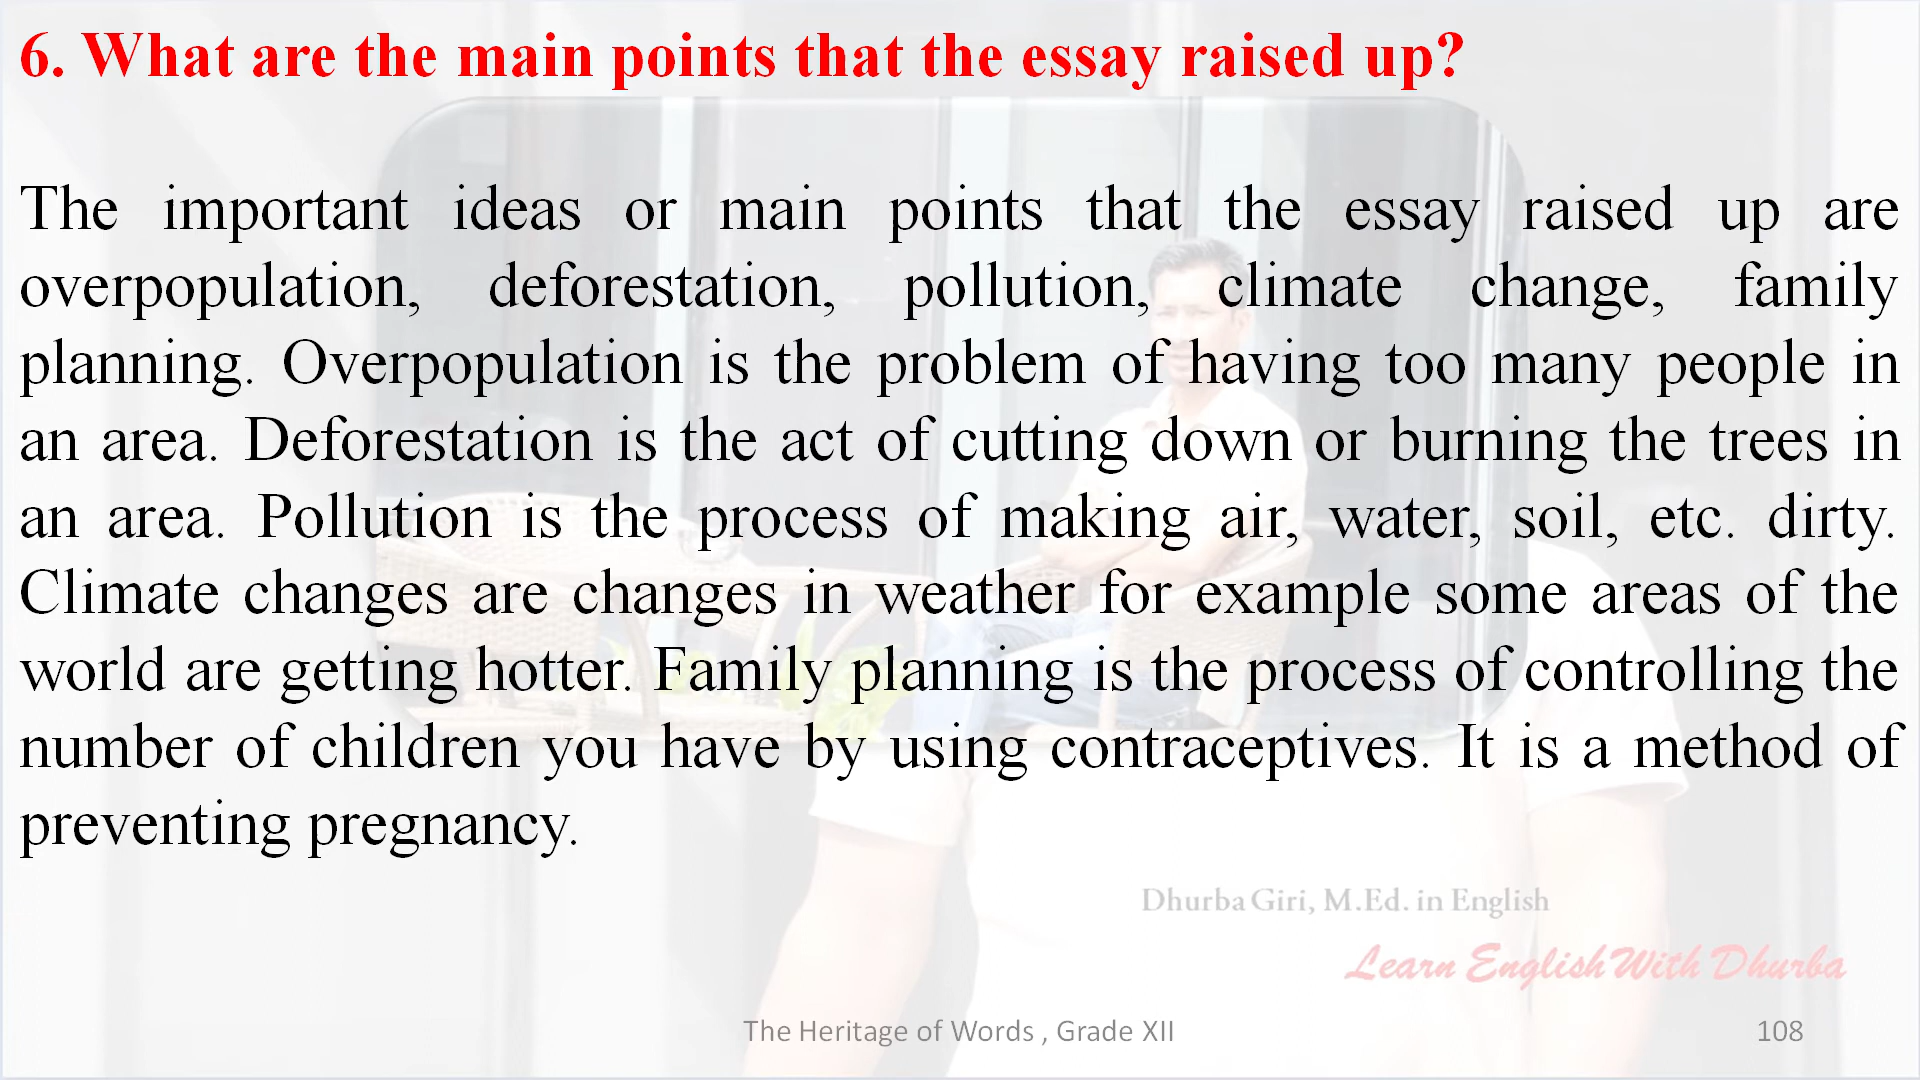 6. What are the main points that the essay raised up?
The important ideas or main points that the essay raised up are
overpopulation, deforestation, pollution, climate change, family
planning. Overpopulation is the problem of having too many people in
an area. Deforestation is the act of cutting down or burning the trees in
an area. Pollution is the process of making air, water, soil, etc. dirty.
Climate changes are changes in weather for example some areas of the
world are getting hotter. Family planning is the process of controlling the
number of children you have by using contraceptives. It is a method of
preventing pregnancy.
Dhurba Giri, M.Ed. in English
Learn English With Dhurba
The Heritage of Words , Grade XII
108